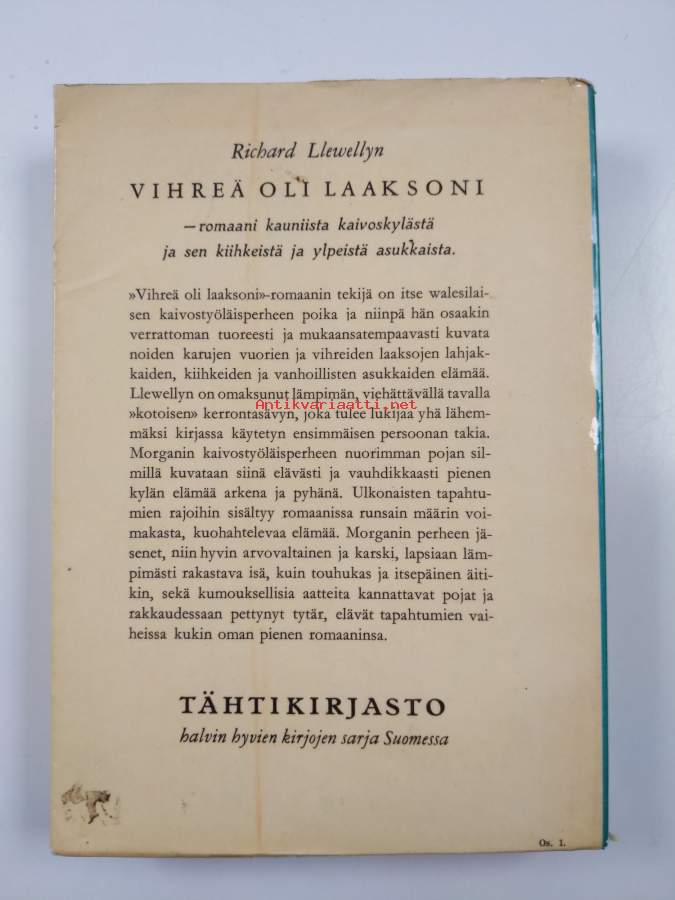 Richard Llewellyn
VIHREÄ OLI LAAKSONI
— romaani kauniista kaivoskylästä
ja sen kiihkeistä ja ylpeistä asukkaista.
»Vihreä oli laaksoni»-romaanin tekijä on itse walesilai-
sen kaivostyöläisperheen poika ja niinpä hän osaakin
verrattoman tuoreesti ja mukaansatempaavasti kuvata
noiden karujen vuorien ja vihreiden laaksojen lahjak-
kaiden, kiihkeiden ja vanhoillisten asukkaiden elämää.
Llewellyn on omaksunut lämpimän, viehättävällä tavalla
Antikvariaatti.net
»kotoisen» kerrontasävyn, joka tulee lukijaa yhä lähem-
mäksi kirjassa käytetyn ensimmäisen persoonan takia.
Morganin kaivostyöläisperheen nuorimman pojan sil-
millä kuvataan siinä elävästi ja vauhdikkaasti pienen
kylän elämää arkena ja pyhänä. Ulkonaisten tapahtu-
mien rajoihin sisältyy romaanissa runsain määrin voi-
makasta, kuohahtelevaa elämää. Morganin perheen jä-
senet, niin hyvin arvovaltainen ja karski, lapsiaan läm-
pimästi rakastava isä, kuin touhukas ja itsepäinen äiti-
kin, sekä kumouksellisia aatteita kannattavat pojat ja
rakkaudessaan pettynyt tytär, elävät tapahtumien vai-
heissa kukin oman pienen romaaninsa.
TÄHTIKIRJASTO
halvin hyvien kirjojen sarja Suomessa
Os. 1.